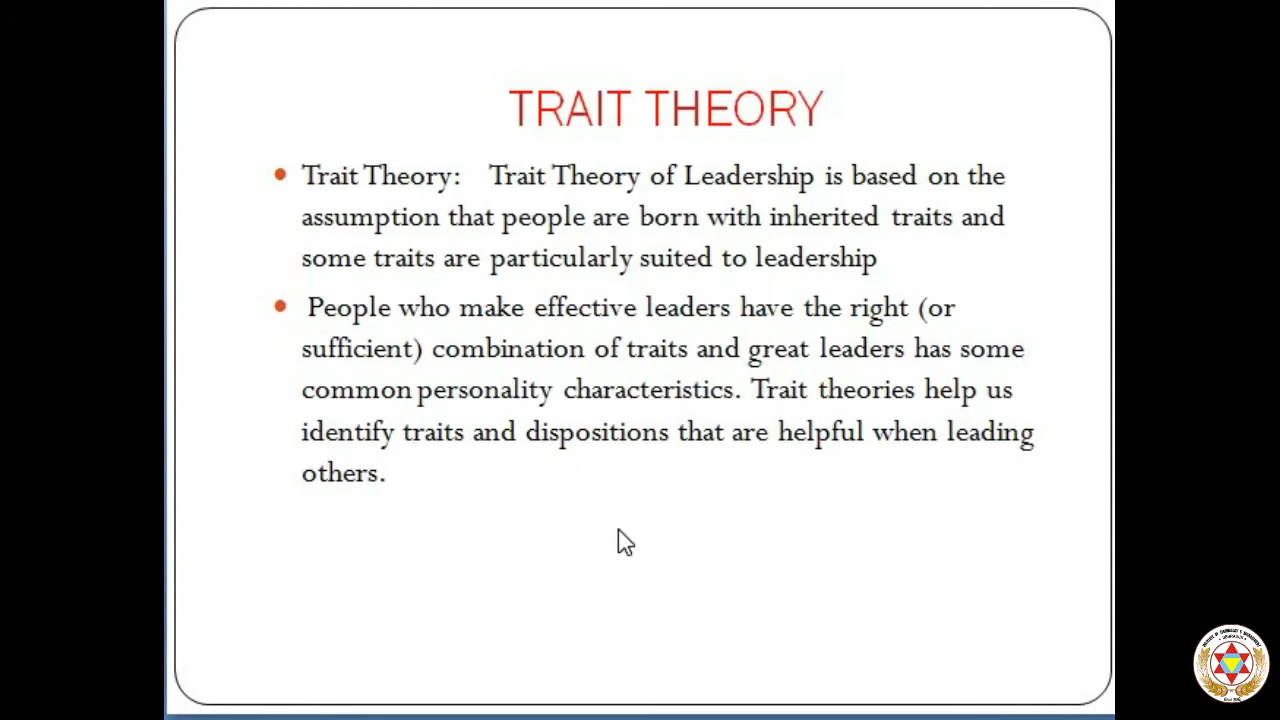 TRAIT THEORY
• Trait Theory: Trait Theory of Leadership is based on the
assumption that people are born with inherited traits and
some traits are particularly suited to leadership
• People who make effective leaders have the right (or
sufficient) combination of traits and great leaders has some
common personality characteristics. Trait theories help us
identify traits and dispositions that are helpful when leading
others.